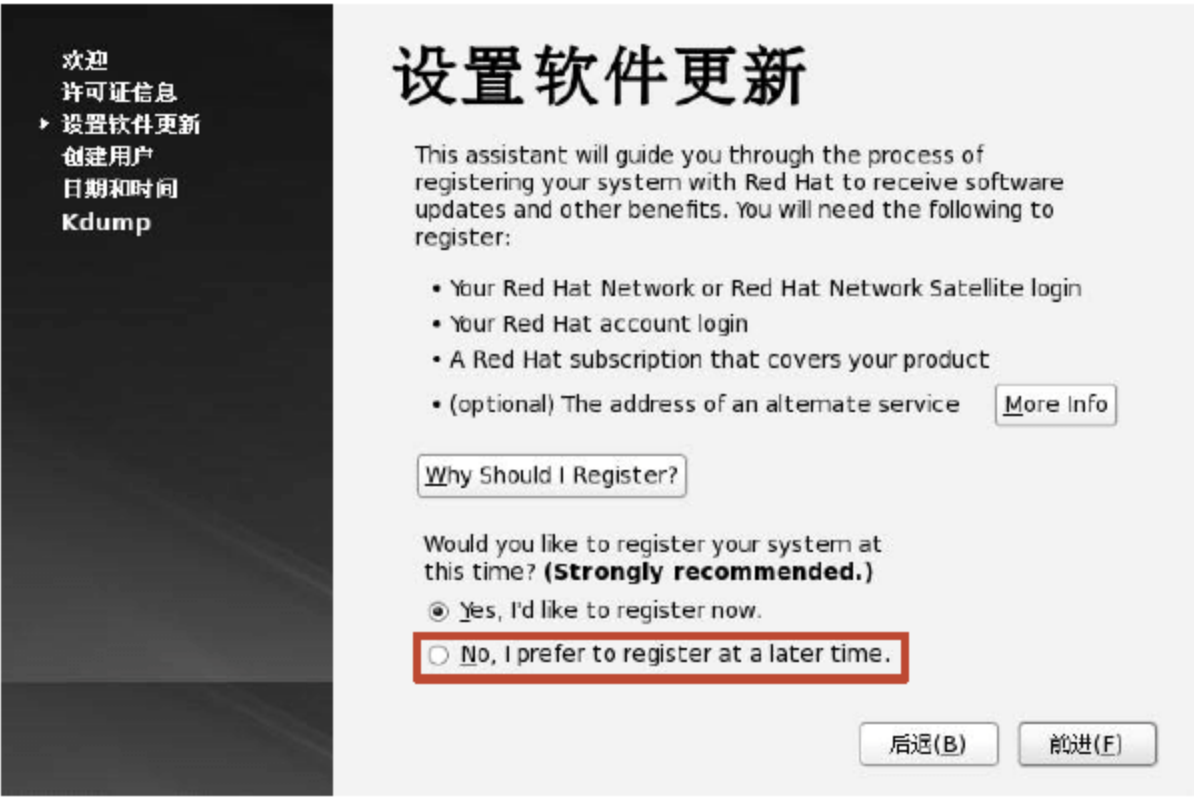 欢迎
许可证信息
设置软件更新
创建用户
日期和时间
Kdump
设置软件更新
This assistant will guide you through the process of
registering your system with Red Hat to receive software
updates and other benefits. You will need the following to
register:
• Your Red Hat Network or Red Hat Network Satellite login
• Your Red Hat account login
• A Red Hat subscription that covers your product
• (optional) The address of an alternate service
More Info
Why Should I Register?
Would you like to register your system at
this time? (Strongly recommended.)
Yes, I'd like to register now.
No, I prefer to register at a later time.
后退(B)
前进(F)